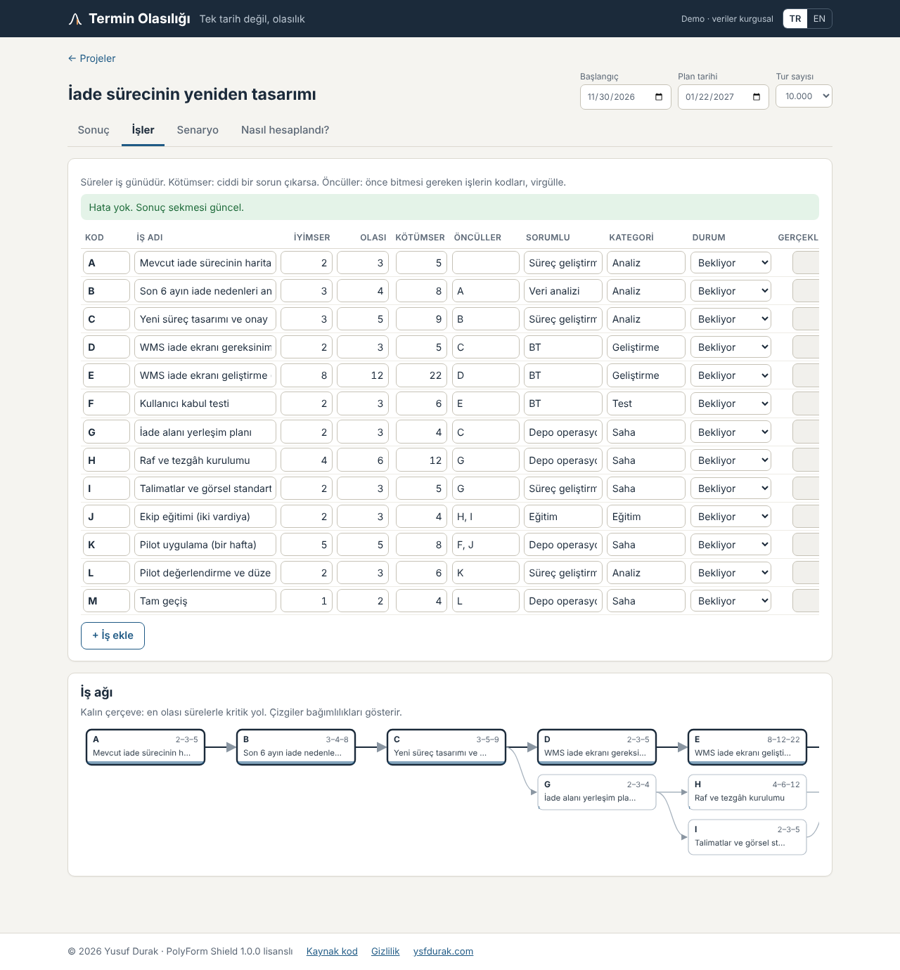 Termin Olasılığı Tek tarih değil, olasılık Demo · veriler kurgusal TR EN
← Projeler
İade sürecinin yeniden tasarımı
Başlangıç Plan tarihi Tur sayısı
11/30/2026 01/22/2027 10.000
Sonuç İşler Senaryo Nasıl hesaplandı?
Süreler iş günüdür. Kötümser: ciddi bir sorun çıkarsa. Öncüller: önce bitmesi gereken işlerin kodları, virgülle.
Hata yok. Sonuç sekmesi güncel.
KOD İŞ ADI İYİMSER OLASI KÖTÜMSER ÖNCÜLLER SORUMLU KATEGORİ DURUM GERÇEKL
A Mevcut iade sürecinin harita 2 3 5 Süreç geliştirm Analiz Bekliyor
B Son 6 ayın iade nedenleri an 3 4 8 A Veri analizi Analiz Bekliyor
C Yeni süreç tasarımı ve onay 3 5 9 B Süreç geliştirm Analiz Bekliyor
D WMS iade ekranı gereksinim 2 3 5 C BT Geliştirme Bekliyor
E WMS iade ekranı geliştirme 8 12 22 D BT Geliştirme Bekliyor
F Kullanıcı kabul testi 2 3 6 E BT Test Bekliyor
G İade alanı yerleşim planı 2 3 4 C Depo operasyo Saha Bekliyor
H Raf ve tezgâh kurulumu 4 6 12 G Depo operasyo Saha Bekliyor
I Talimatlar ve görsel standart 2 3 5 G Süreç geliştirm Saha Bekliyor
J Ekip eğitimi (iki vardiya) 2 3 4 H, I Eğitim Eğitim Bekliyor
K Pilot uygulama (bir hafta) 5 5 8 F, J Depo operasyo Saha Bekliyor
L Pilot değerlendirme ve düze 2 3 6 K Süreç geliştirm Analiz Bekliyor
M Tam geçiş 1 2 4 L Depo operasyo Saha Bekliyor
+ İş ekle
İş ağı
Kalın çerçeve: en olası sürelerle kritik yol. Çizgiler bağımlılıkları gösterir.
A 2–3–5 B 3–4–8 C 3–5–9 D 2–3–5 E 8–12–22
Mevcut iade sürecinin h… Son 6 ayın iade nedenle… Yeni süreç tasarımı ve … WMS iade ekranı gereksi… WMS iade ekranı gelişti…
G 2–3–4 H 4–6–12
İade alanı yerleşim pla… Raf ve tezgâh kurulumu
I 2–3–5
Talimatlar ve görsel st…
© 2026 Yusuf Durak · PolyForm Shield 1.0.0 lisanslı Kaynak kod Gizlilik ysfdurak.com